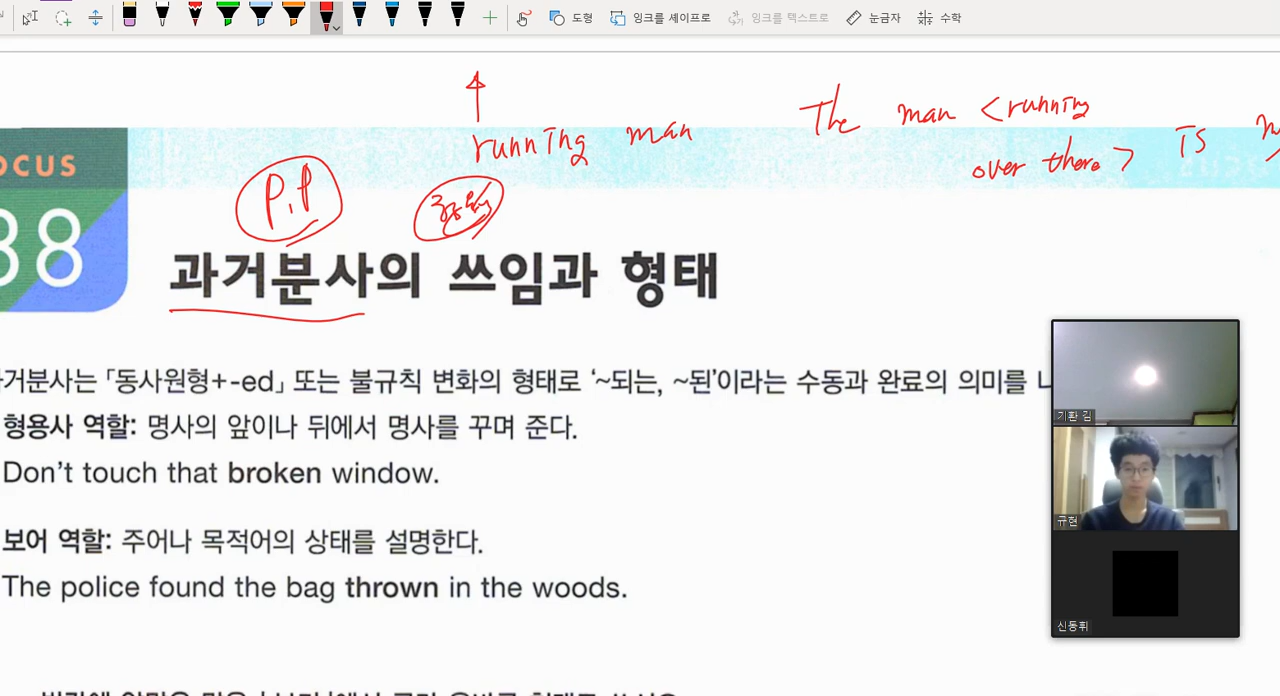 도형 잉크를 셰이프로 잉크를 텍스트로 눈금자 수학
The man <running
running man
over there> is
OCUS
P.P
38
과거분사의 쓰임과 형태
거분사는 「동사원형+-ed」 또는 불규칙 변화의 형태로 ‘~되는, ~된’이라는 수동과 완료의 의미를
형용사 역할: 명사의 앞이나 뒤에서 명사를 꾸며 준다.
Don’t touch that broken window.
보어 역할: 주어나 목적어의 상태를 설명한다.
The police found the bag thrown in the woods.
기환 김
규현
신동휘